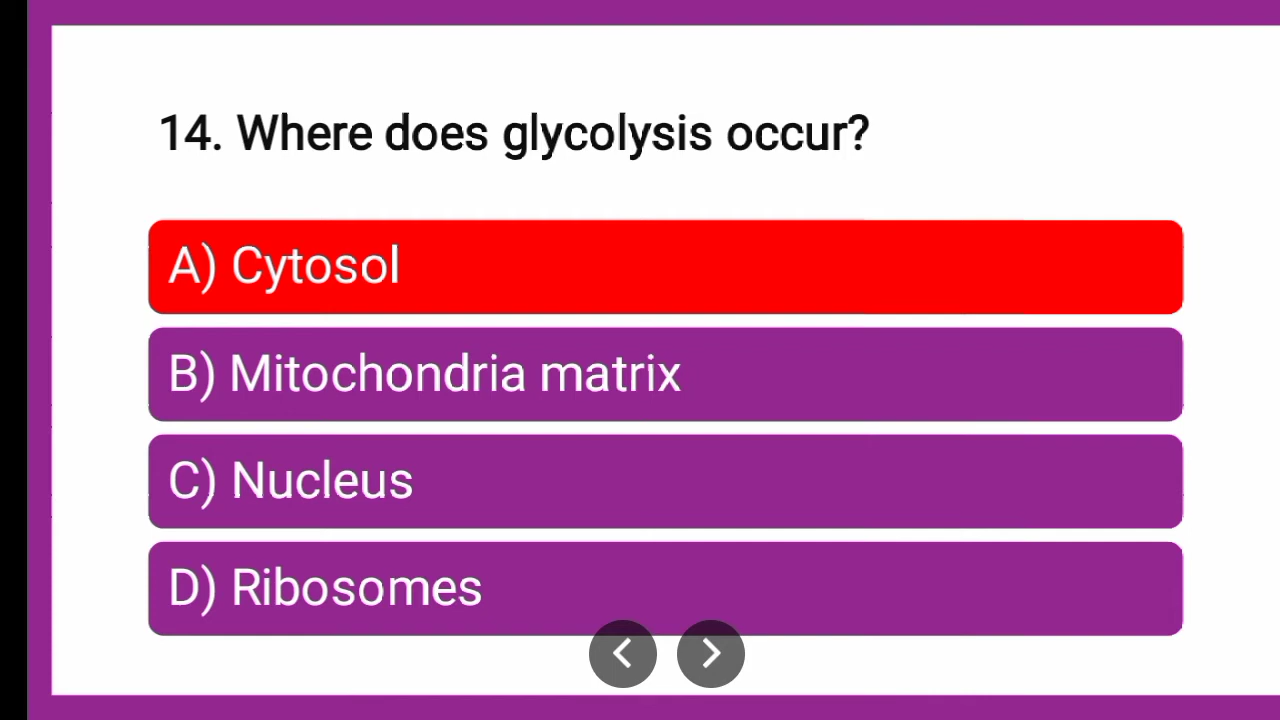 14. Where does glycolysis occur?
A) Cytosol
B) Mitochondria matrix
C) Nucleus
D) Ribosomes